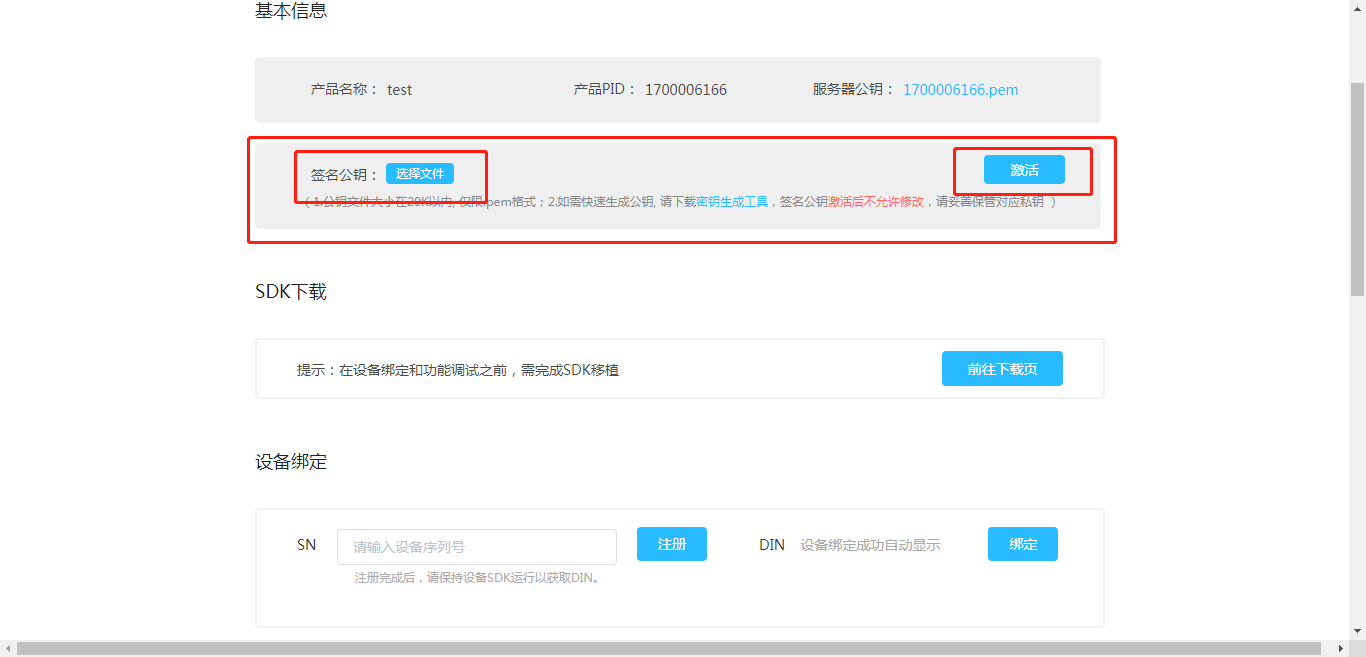 基本信息
产品名称： test 产品PID： 1700006166 服务器公钥： 1700006166.pem
签名公钥： 选择文件 激活
( 1.公钥文件大小在20K以内, 仅限.pem格式；2.如需快速生成公钥, 请下载密钥生成工具，签名公钥激活后不允许修改，请妥善保管对应私钥 )
SDK下载
提示：在设备绑定和功能调试之前，需完成SDK移植 前往下载页
设备绑定
SN 请输入设备序列号 注册 DIN 设备绑定成功自动显示 绑定
注册完成后，请保持设备SDK运行以获取DIN。